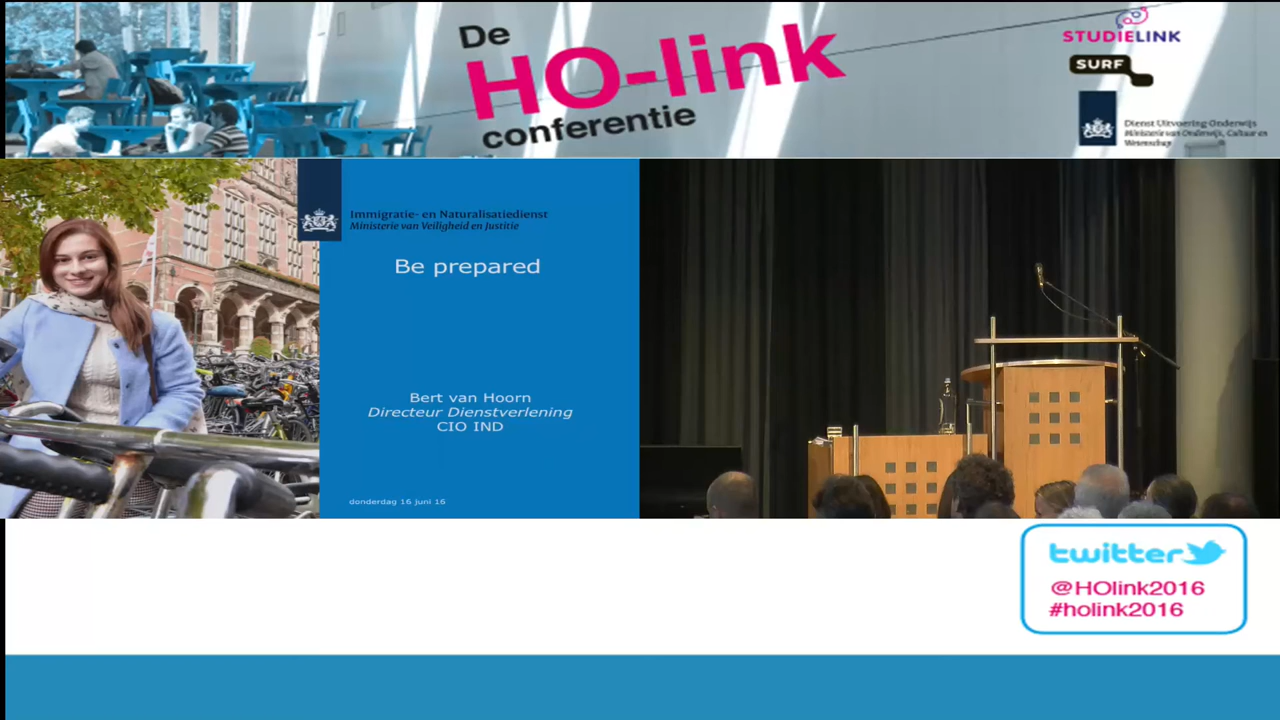 De
HO-link
conferentie
STUDIELINK
SURF
Dienst Uitvoering Onderwijs
Ministerie van Onderwijs, Cultuur en
Wetenschap
Immigratie- en Naturalisatiedienst
Ministerie van Veiligheid en Justitie
Be prepared
Bert van Hoorn
Directeur Dienstverlening
CIO IND
donderdag 16 juni 16
twitter
@HOlink2016
#holink2016